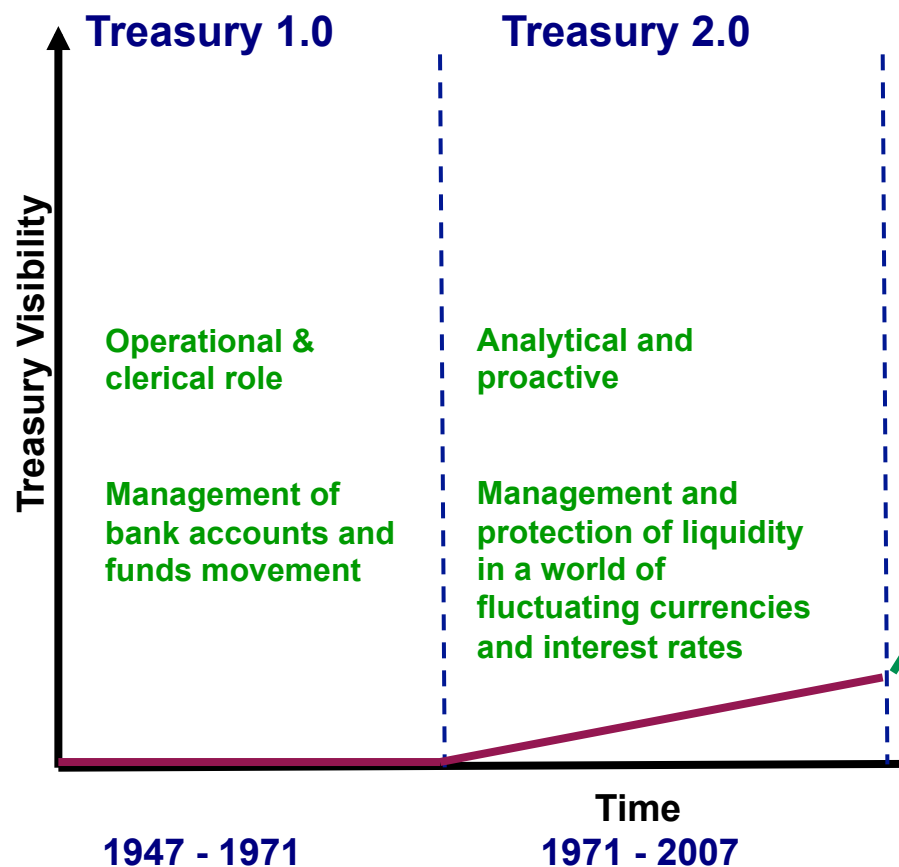 Treasury 1.0
Treasury 2.0
Treasury Visibility
Operational &
clerical role
Analytical and
proactive
Management of
bank accounts and
funds movement
Management and
protection of liquidity
in a world of
fluctuating currencies
and interest rates
Time
1947 - 1971
1971 - 2007